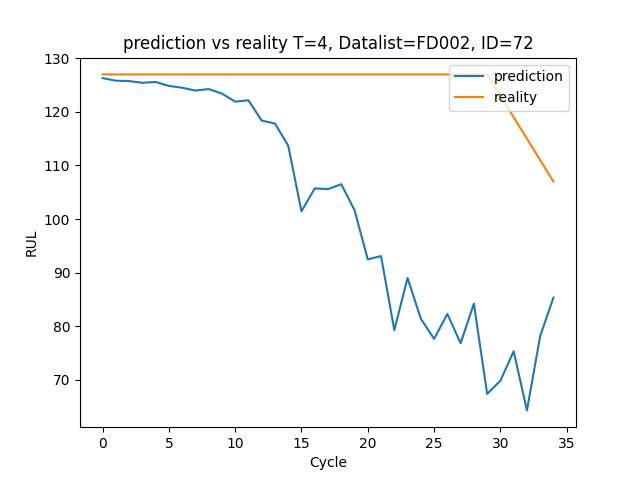 prediction vs reality T=4, Datalist=FD002, ID=72
prediction
reality
RUL
130
120
110
100
90
80
70
0 5 10 15 20 25 30 35
Cycle